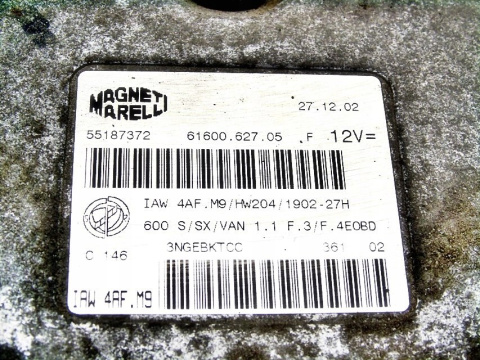 MAGNETI
MARELLI
27.12.02
55187372 61600.627.05 F 12V=
IAW 4AF.M9/HW204/1902-27H
600 S/SX/VAN 1.1 F.3/F.4EOBD
C 146 3NGEBKTCC 361 02
IAW 4AF.M9